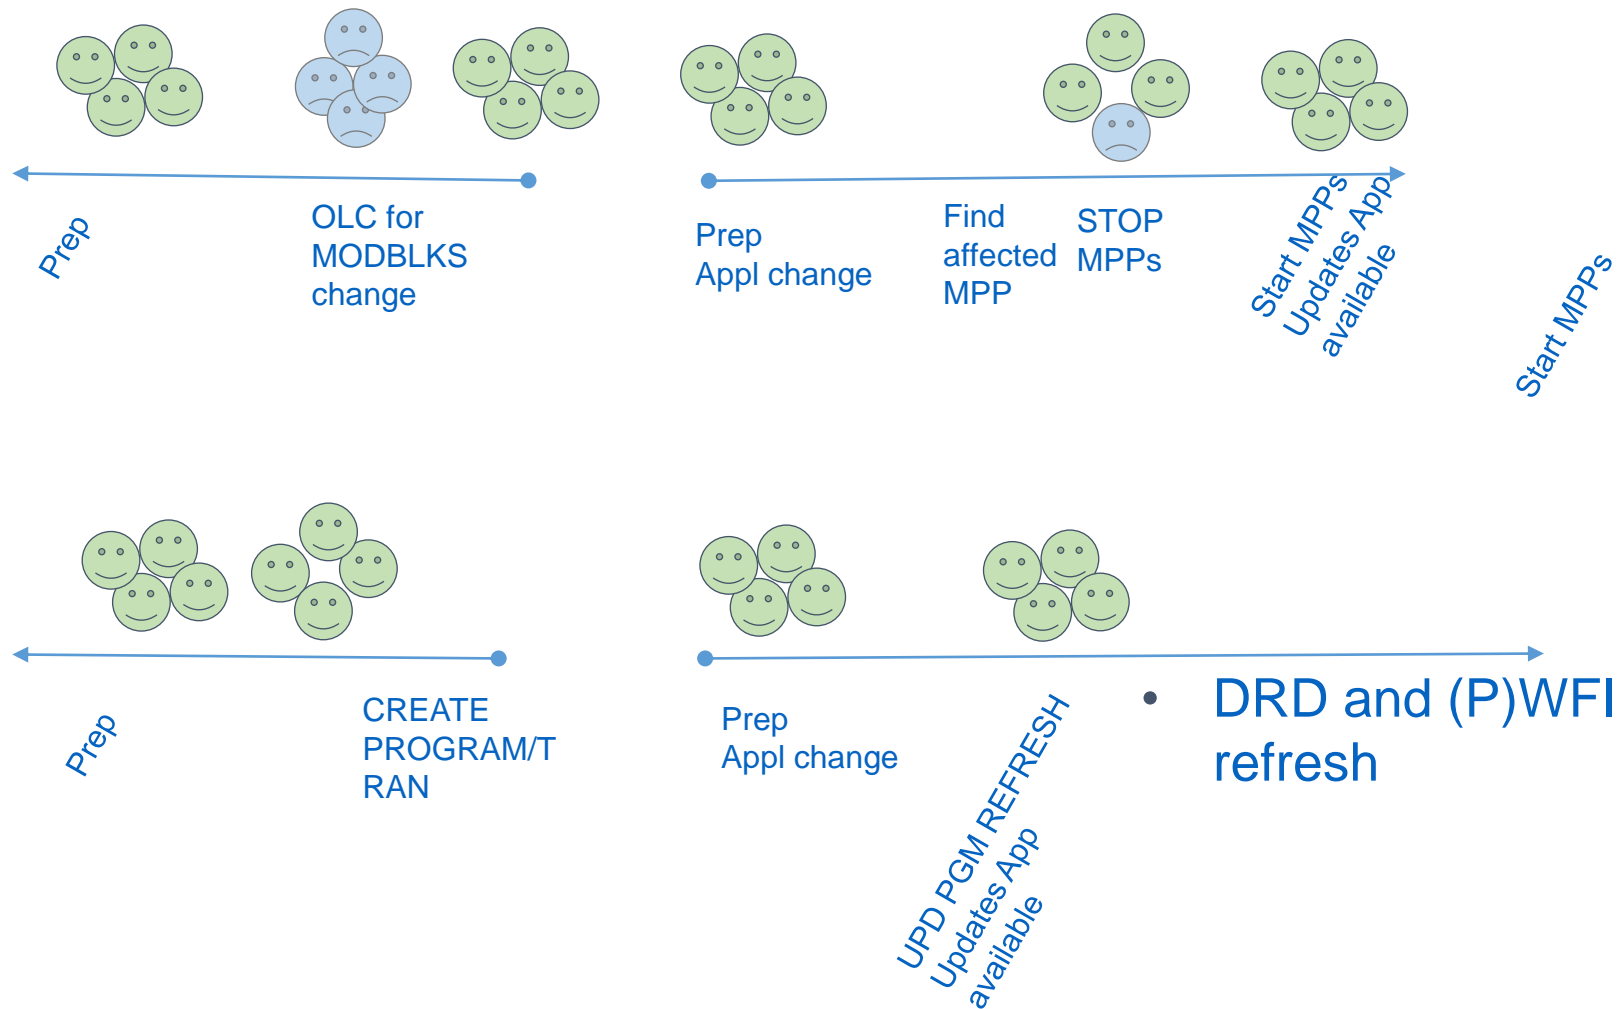 Prep
OLC for
MODBLKS
change
Prep
Appl change
Find
affected
MPP
STOP
MPPs
Start MPPs
Updates App
available
Start MPPs
Prep
CREATE
PROGRAM/T
RAN
Prep
Appl change
UPD PGM REFRESH
Updates App
available
• DRD and (P)WFI
refresh